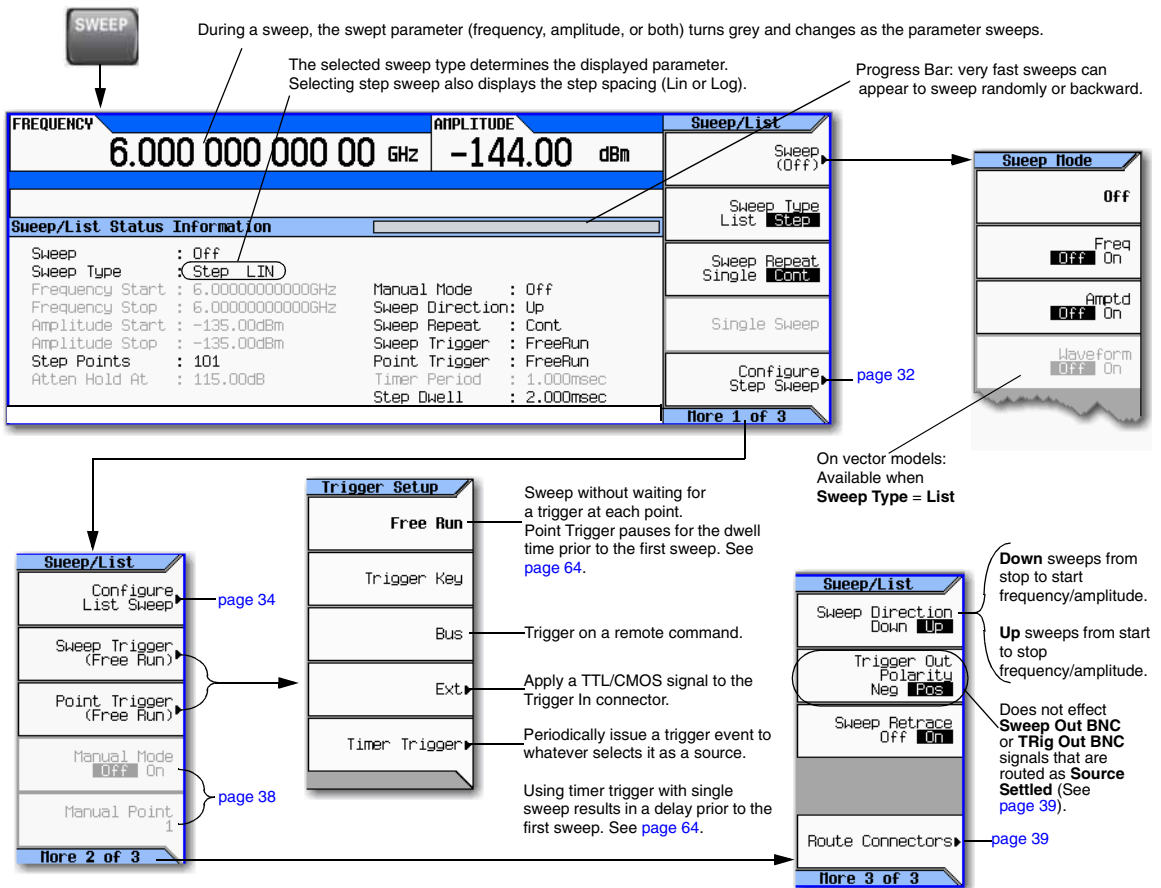 SWEEP
During a sweep, the swept parameter (frequency, amplitude, or both) turns grey and changes as the parameter sweeps.
The selected sweep type determines the displayed parameter.
Selecting step sweep also displays the step spacing (Lin or Log).
Progress Bar: very fast sweeps can
appear to sweep randomly or backward.
FREQUENCY
6.000 000 000 00 GHz
AMPLITUDE
-144.00 dBm
Sweep/List Status Information
Sweep : Off
Sweep Type : Step LIN
Frequency Start : 6.00000000000GHz
Frequency Stop : 6.00000000000GHz
Amplitude Start : -135.00dBm
Amplitude Stop : -135.00dBm
Step Points : 101
Atten Hold At : 115.00dB
Manual Mode : Off
Sweep Direction: Up
Sweep Repeat : Cont
Sweep Trigger : FreeRun
Point Trigger : FreeRun
Timer Period : 1.000msec
Step Dwell : 2.000msec
Sweep/List
Sweep
(Off)
Sweep Type
List Step
Sweep Repeat
Single Cont
Single Sweep
Configure
Step Sweep
More 1 of 3
page 32
Sweep Mode
Off
Freq
Off On
Amptd
Off On
Waveform
Off On
On vector models:
Available when
Sweep Type = List
Sweep/List
Configure
List Sweep
Sweep Trigger
(Free Run)
Point Trigger
(Free Run)
Manual Mode
Off On
Manual Point
1
More 2 of 3
page 34
page 38
Trigger Setup
Free Run
Trigger Key
Bus
Ext
Timer Trigger
Sweep without waiting for
a trigger at each point.
Point Trigger pauses for the dwell
time prior to the first sweep. See
page 64.
Trigger on a remote command.
Apply a TTL/CMOS signal to the
Trigger In connector.
Periodically issue a trigger event to
whatever selects it as a source.
Using timer trigger with single
sweep results in a delay prior to the
first sweep. See page 64.
Sweep/List
Sweep Direction
Down Up
Trigger Out
Polarity
Neg Pos
Sweep Retrace
Off On
Route Connectors
More 3 of 3
Down sweeps from
stop to start
frequency/amplitude.
Up sweeps from start
to stop
frequency/amplitude.
Does not effect
Sweep Out BNC
or TRig Out BNC
signals that are
routed as Source
Settled (See
page 39).
page 39